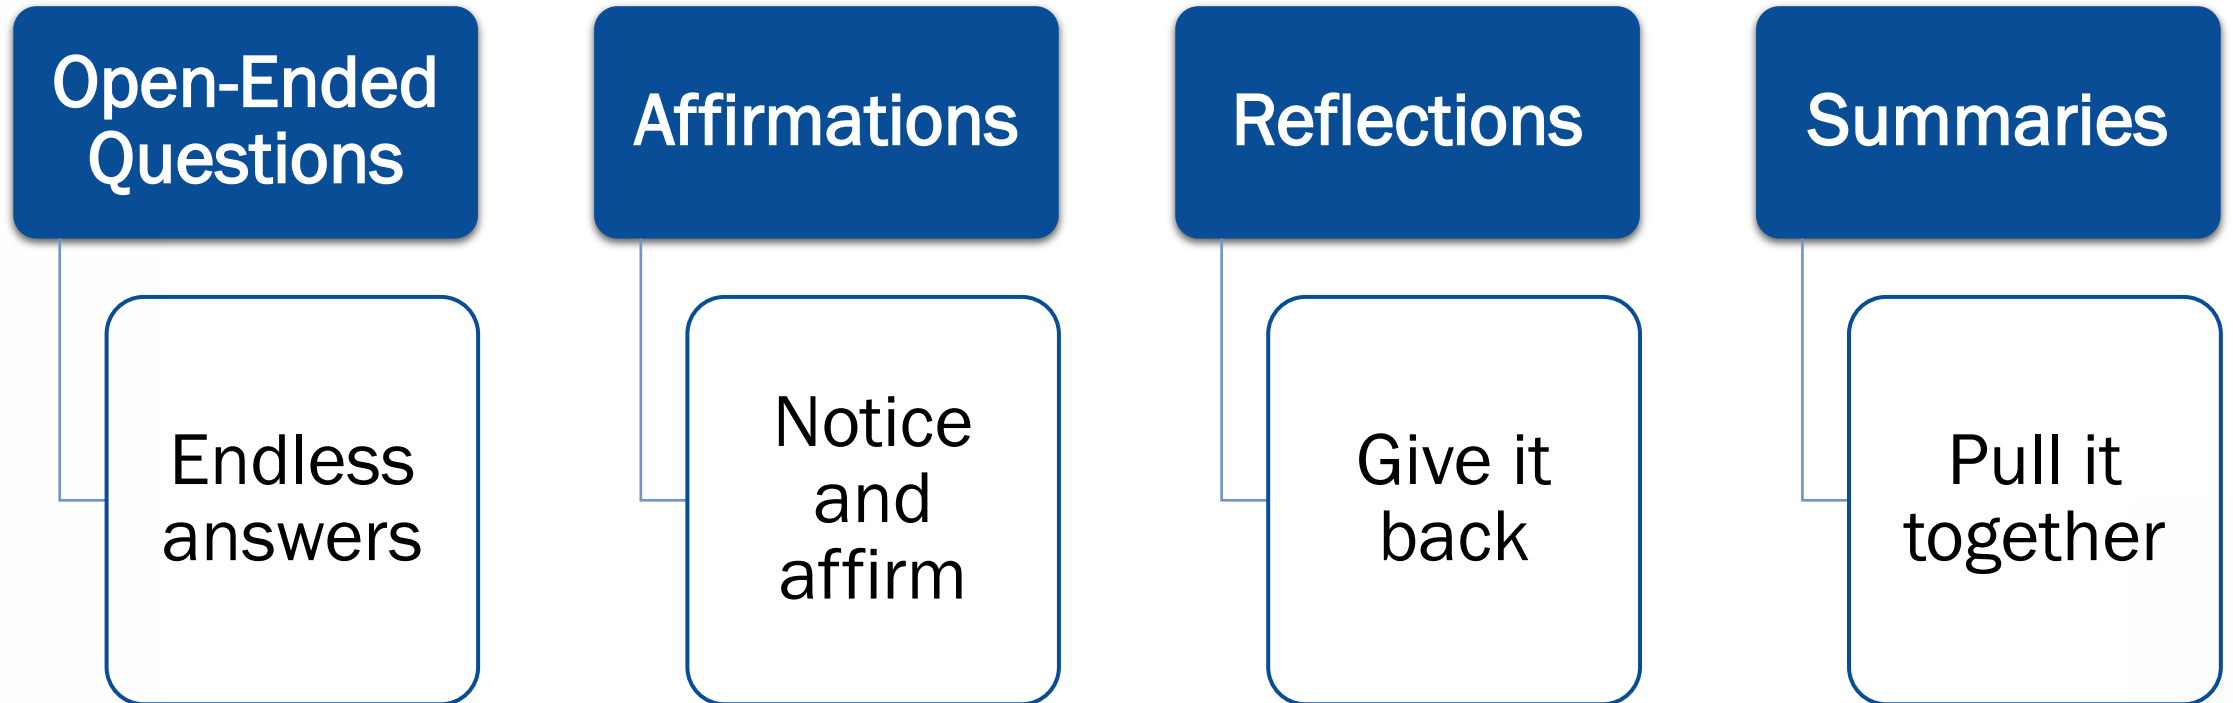 Open-Ended
Questions
Endless
answers
Affirmations
Notice
and
affirm
Reflections
Give it
back
Summaries
Pull it
together